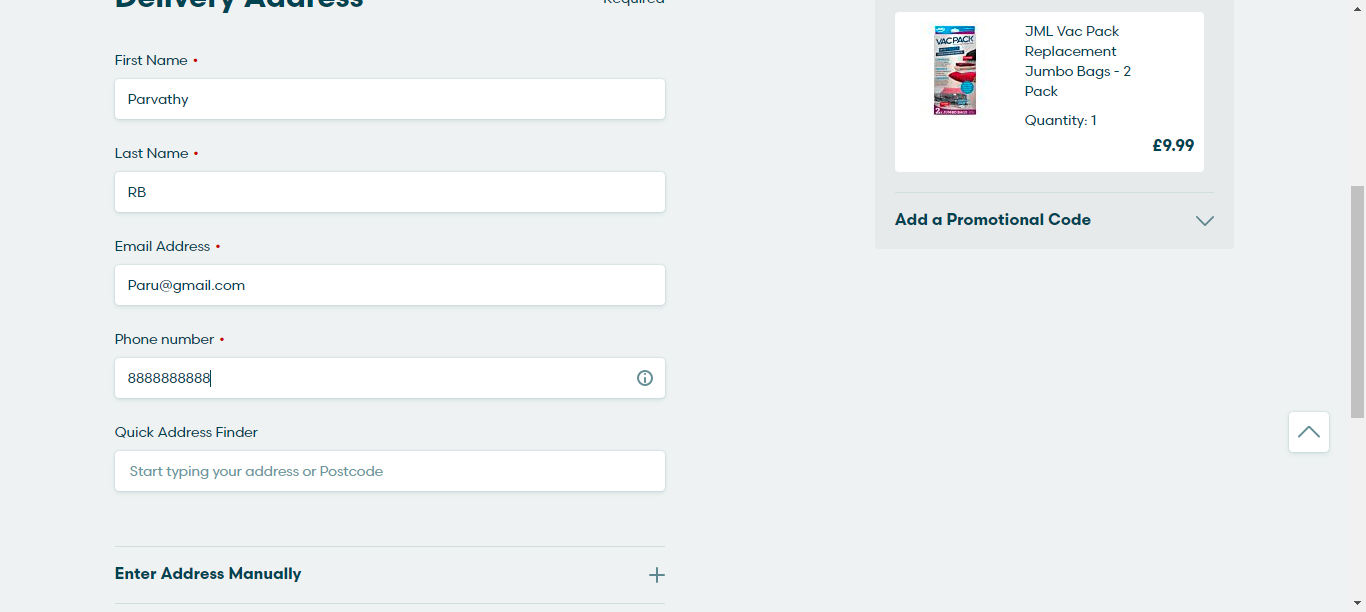 Delivery Address
Required
First Name •
Parvathy
Last Name •
RB
Email Address •
Paru@gmail.com
Phone number •
8888888888
Quick Address Finder
Start typing your address or Postcode
Enter Address Manually
VACPACK
JML Vac Pack
Replacement
Jumbo Bags - 2
Pack
Quantity: 1
£9.99
Add a Promotional Code